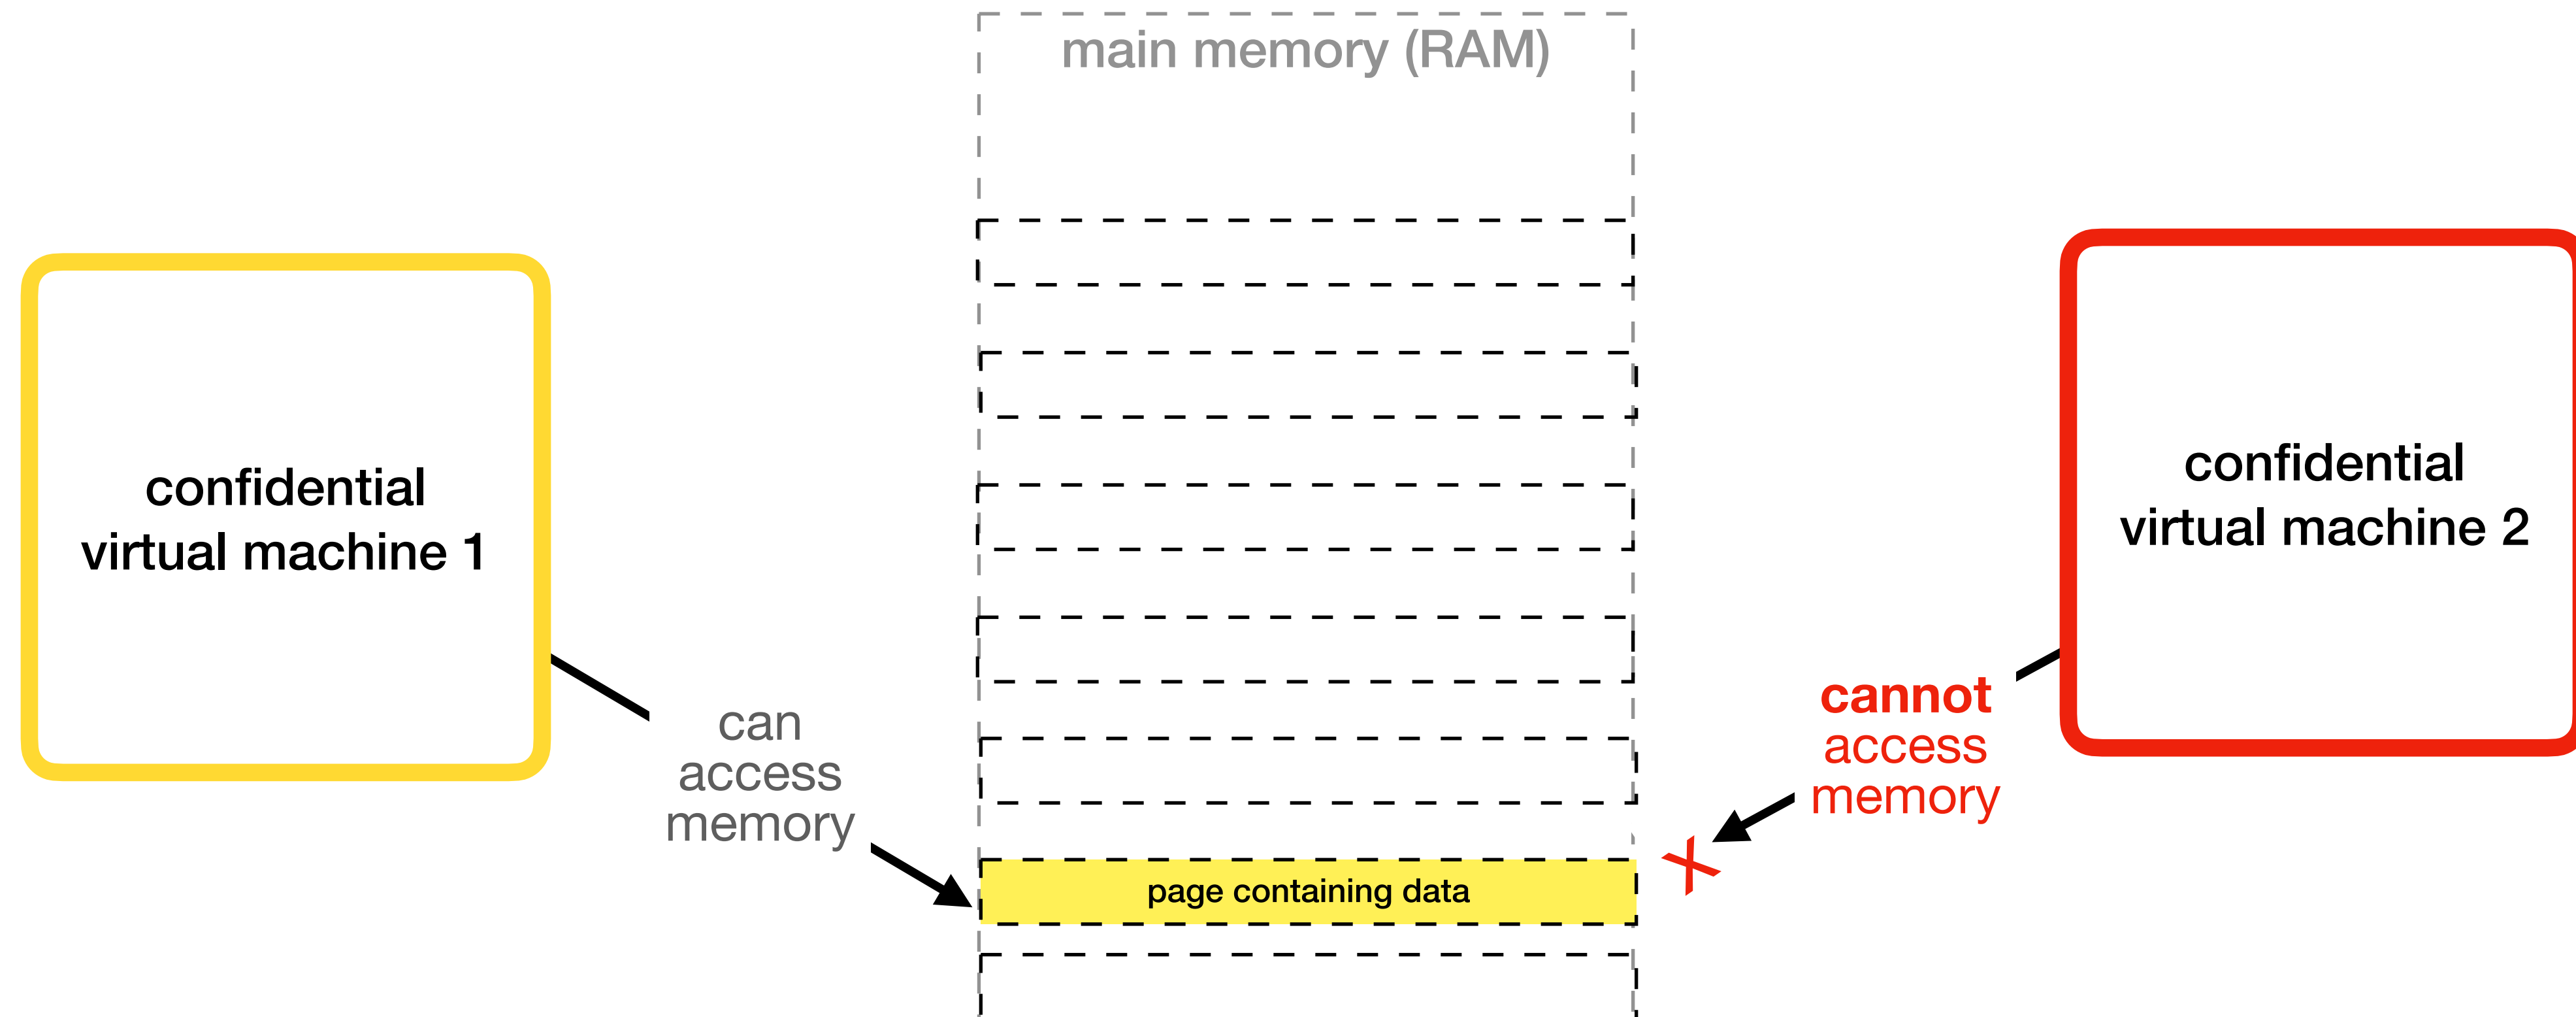 main memory (RAM)
confidential
virtual machine 1
confidential
virtual machine 2
can
access
memory
cannot
access
memory
X
page containing data